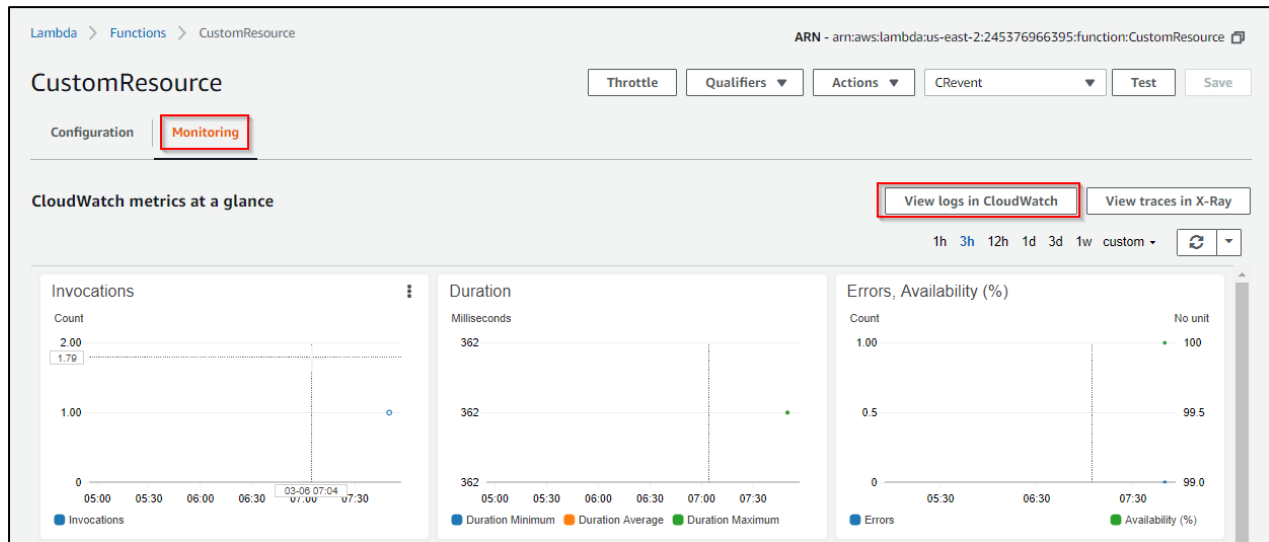 Lambda > Functions > CustomResource
ARN - arn:aws:lambda:us-east-2:245376966395:function:CustomResource
CustomResource
Throttle Qualifiers Actions CRevent Test Save
Configuration Monitoring
CloudWatch metrics at a glance
View logs in CloudWatch View traces in X-Ray
1h 3h 12h 1d 3d 1w custom
Invocations
Count
2.00
1.79
1.00
0
05:00 05:30 06:00 06:30 07:00 07:30
03-06 07:04
Invocations
Duration
Milliseconds
362
362
362
05:00 05:30 06:00 06:30 07:00 07:30
Duration Minimum Duration Average Duration Maximum
Errors, Availability (%)
Count No unit
1.00 100
0.5 99.5
0 99.0
05:30 06:30 07:30
Errors Availability (%)